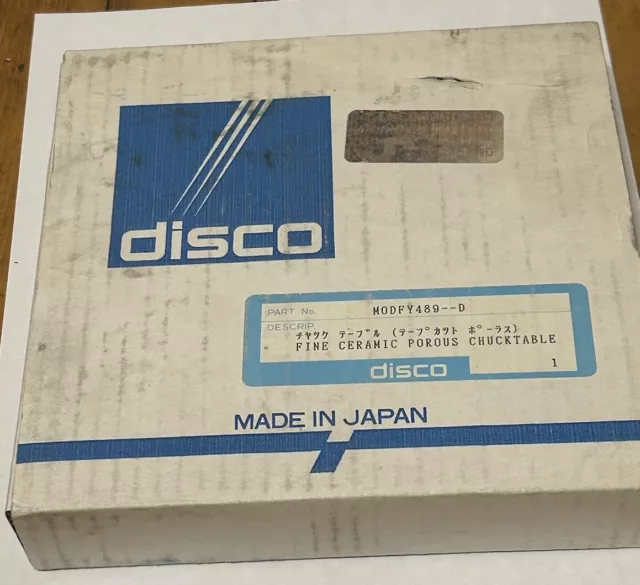 disco
PART No. MODFY489--D
DESCRIP. チヤツク テーブル (テープカツト ポーラス)
FINE CERAMIC POROUS CHUCKTABLE
disco 1
MADE IN JAPAN